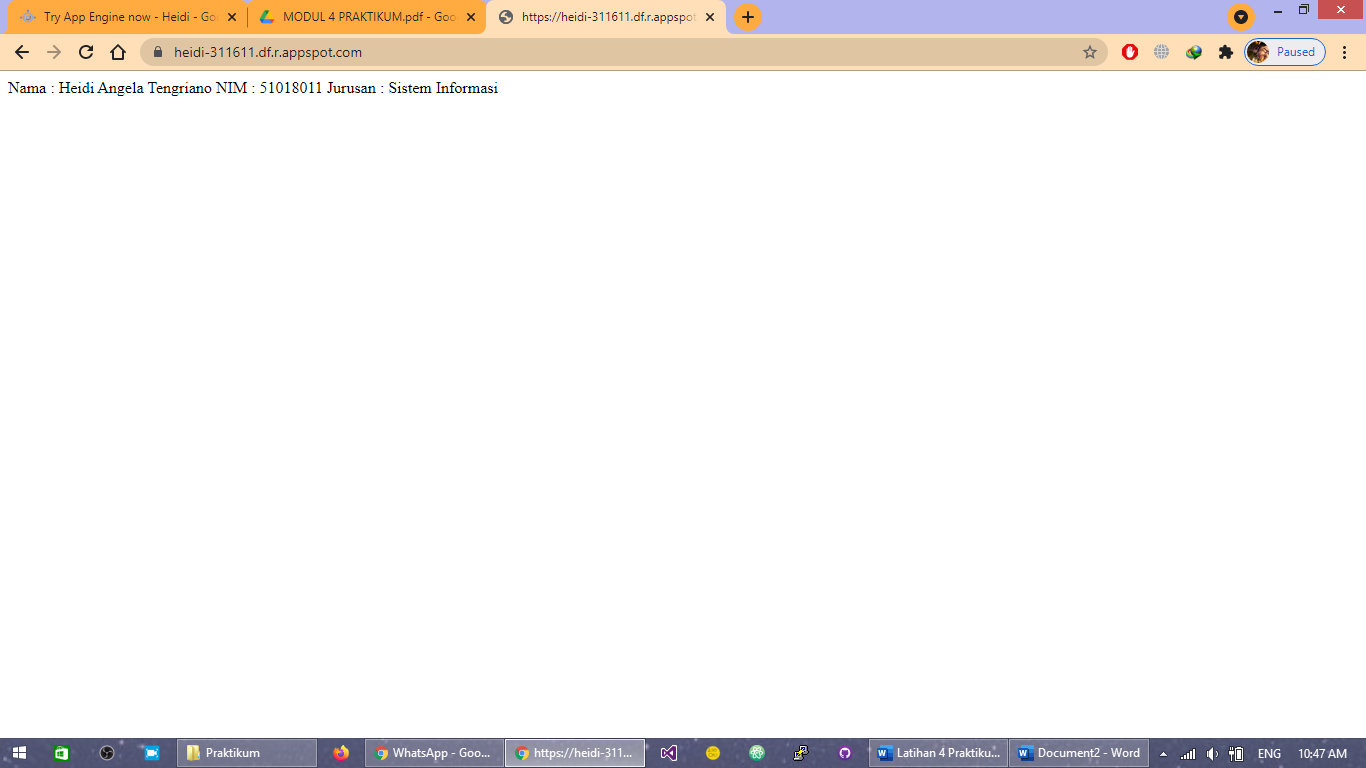 Try App Engine now - Heidi - Go
MODUL 4 PRAKTIKUM.pdf - Goo
https://heidi-311611.df.r.appspot
heidi-311611.df.r.appspot.com
Paused
Nama : Heidi Angela Tengriano NIM : 51018011 Jurusan : Sistem Informasi
Praktikum
WhatsApp - Goo...
https://heidi-311...
Latihan 4 Praktiku...
Document2 - Word
ENG
10:47 AM